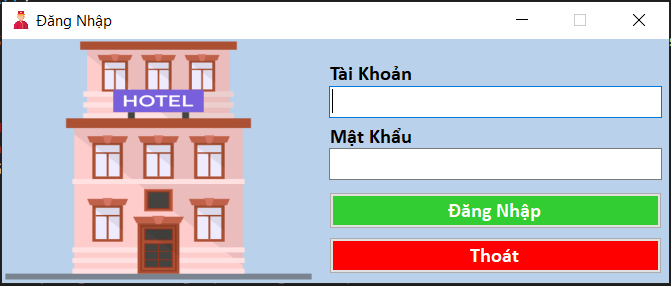 Đăng Nhập
HOTEL
Tài Khoản
Mật Khẩu
Đăng Nhập
Thoát